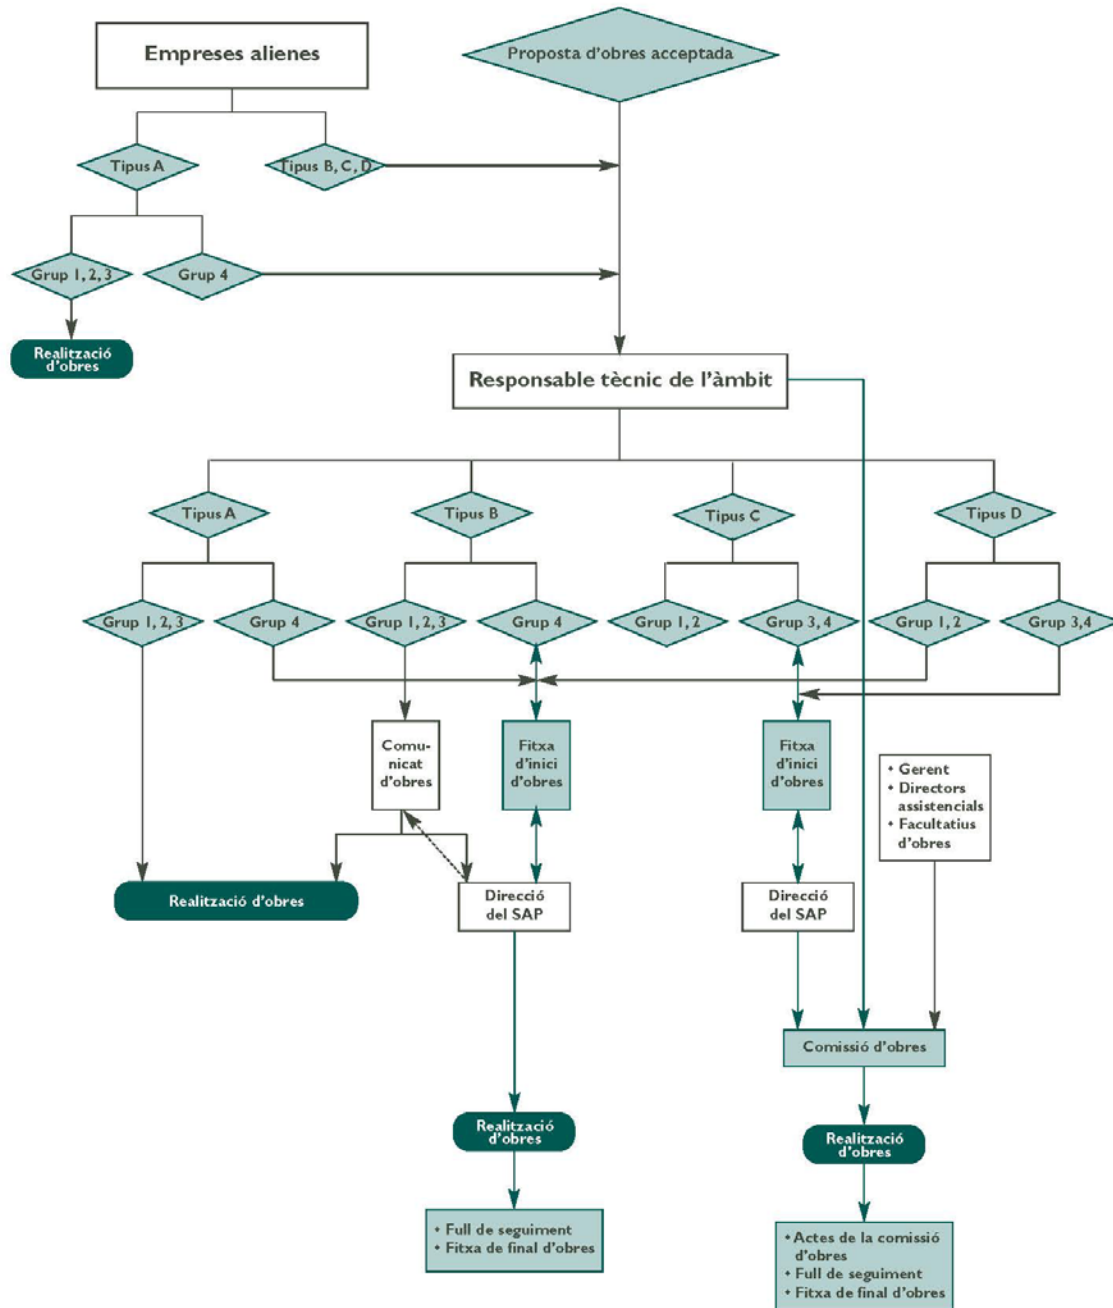 Empreses alienes
Proposta d'obres acceptada
Tipus A
Tipus B, C, D
Grup 1, 2, 3
Grup 4
Realització
d'obres
Responsable tècnic de l'àmbit
Tipus A
Tipus B
Tipus C
Tipus D
Grup 1, 2, 3
Grup 4
Grup 1, 2, 3
Grup 4
Grup 1, 2
Grup 3, 4
Grup 1, 2
Grup 3, 4
Comu-
nicat
d'obres
Fitxa
d'inici
d'obres
Fitxa
d'inici
d'obres
• Gerent
• Directors
assistencials
• Facultatius
d'obres
Realització d'obres
Direcció
del SAP
Direcció
del SAP
Comissió d'obres
Realització
d'obres
Realització
d'obres
• Full de seguiment
• Fitxa de final d'obres
• Actes de la comissió
d'obres
• Full de seguiment
• Fitxa de final d'obres